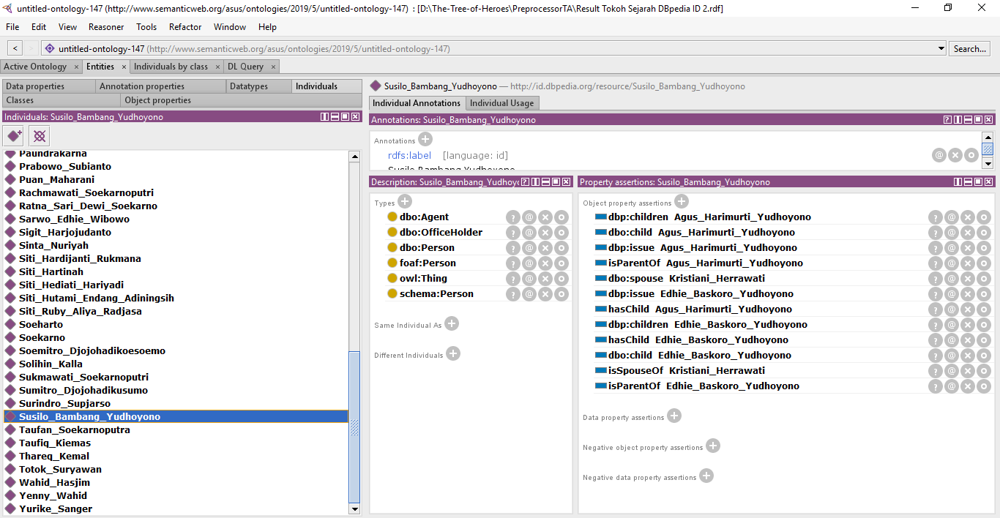 untitled-ontology-147 (http://www.semanticweb.org/asus/ontologies/2019/5/untitled-ontology-147) : [D:\The-Tree-of-Heroes\PreprocessorTA\Result Tokoh Sejarah DBpedia ID 2.rdf]
File Edit View Reasoner Tools Refactor Window Help
< > untitled-ontology-147 (http://www.semanticweb.org/asus/ontologies/2019/5/untitled-ontology-147) Search...
Active Ontology × Entities × Individuals by class × DL Query ×
Data properties Annotation properties Datatypes Individuals
Classes Object properties
Individuals: Susilo_Bambang_Yudhoyono
Paundrakarna
Prabowo_Subianto
Puan_Maharani
Rachmawati_Soekarnoputri
Ratna_Sari_Dewi_Soekarno
Sarwo_Edhie_Wibowo
Sigit_Harjojudanto
Sinta_Nuriyah
Siti_Hardijanti_Rukmana
Siti_Hartinah
Siti_Hediati_Hariyadi
Siti_Hutami_Endang_Adiningsih
Siti_Ruby_Aliya_Radjasa
Soeharto
Soekarno
Soemitro_Djojohadikoesoemo
Solihin_Kalla
Sukmawati_Soekarnoputri
Sumitro_Djojohadikusumo
Surindro_Supjarso
Susilo_Bambang_Yudhoyono
Taufan_Soekarnoputra
Taufiq_Kiemas
Thareq_Kemal
Totok_Suryawan
Wahid_Hasjim
Yenny_Wahid
Yurike_Sanger
Susilo_Bambang_Yudhoyono — http://id.dbpedia.org/resource/Susilo_Bambang_Yudhoyono
Individual Annotations Individual Usage
Annotations: Susilo_Bambang_Yudhoyono
Annotations
rdfs:label [language: id]
Susilo Bambang Yudhoyono
Description: Susilo_Bambang_Yudhoyo
Types
dbo:Agent
dbo:OfficeHolder
dbo:Person
foaf:Person
owl:Thing
schema:Person
Same Individual As
Different Individuals
Property assertions: Susilo_Bambang_Yudhoyono
Object property assertions
dbp:children Agus_Harimurti_Yudhoyono
dbo:child Agus_Harimurti_Yudhoyono
dbp:issue Agus_Harimurti_Yudhoyono
isParentOf Agus_Harimurti_Yudhoyono
dbo:spouse Kristiani_Herrawati
dbp:issue Edhie_Baskoro_Yudhoyono
hasChild Agus_Harimurti_Yudhoyono
dbp:children Edhie_Baskoro_Yudhoyono
hasChild Edhie_Baskoro_Yudhoyono
dbo:child Edhie_Baskoro_Yudhoyono
isSpouseOf Kristiani_Herrawati
isParentOf Edhie_Baskoro_Yudhoyono
Data property assertions
Negative object property assertions
Negative data property assertions